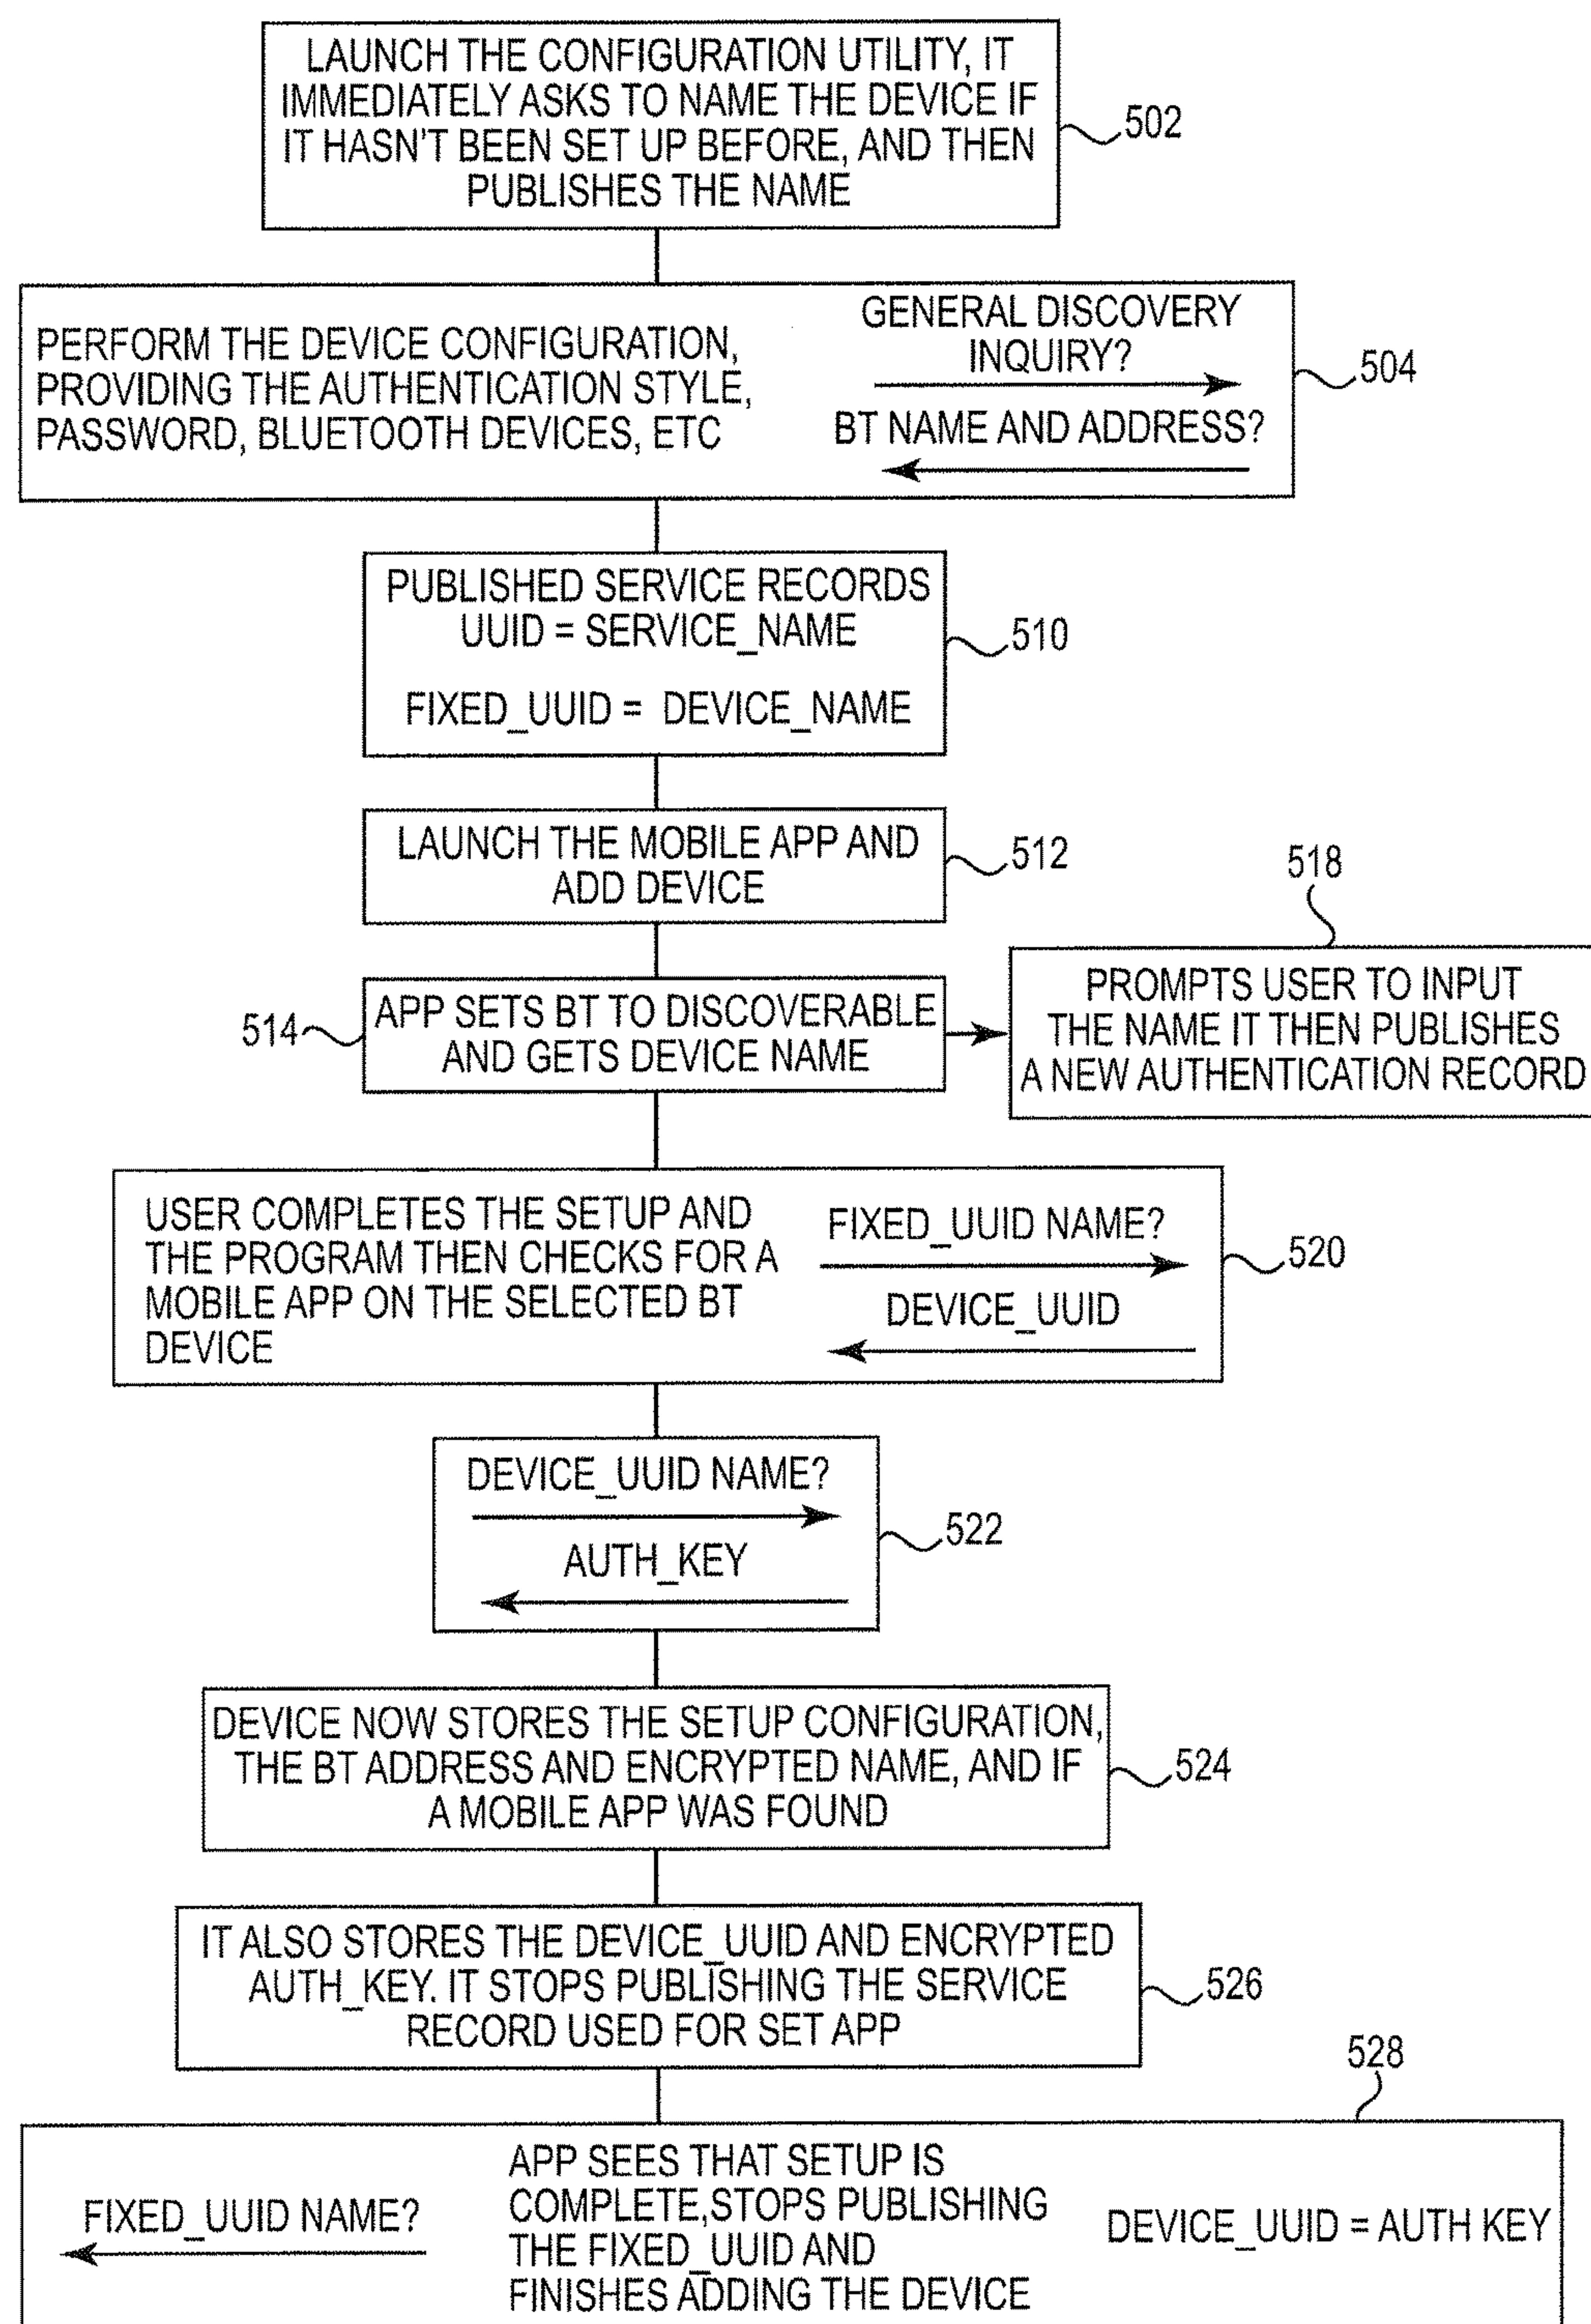 LAUNCH THE CONFIGURATION UTILITY, IT
IMMEDIATELY ASKS TO NAME THE DEVICE IF
IT HASN'T BEEN SET UP BEFORE, AND THEN
PUBLISHES THE NAME
502
PERFORM THE DEVICE CONFIGURATION,
PROVIDING THE AUTHENTICATION STYLE,
PASSWORD, BLUETOOTH DEVICES, ETC
GENERAL DISCOVERY
INQUIRY?
BT NAME AND ADDRESS?
504
PUBLISHED SERVICE RECORDS
UUID = SERVICE_NAME
FIXED_UUID = DEVICE_NAME
510
LAUNCH THE MOBILE APP AND
ADD DEVICE
512
514
APP SETS BT TO DISCOVERABLE
AND GETS DEVICE NAME
518
PROMPTS USER TO INPUT
THE NAME IT THEN PUBLISHES
A NEW AUTHENTICATION RECORD
USER COMPLETES THE SETUP AND
THE PROGRAM THEN CHECKS FOR A
MOBILE APP ON THE SELECTED BT
DEVICE
FIXED_UUID NAME?
DEVICE_UUID
520
DEVICE_UUID NAME?
AUTH_KEY
522
DEVICE NOW STORES THE SETUP CONFIGURATION,
THE BT ADDRESS AND ENCRYPTED NAME, AND IF
A MOBILE APP WAS FOUND
524
IT ALSO STORES THE DEVICE_UUID AND ENCRYPTED
AUTH_KEY. IT STOPS PUBLISHING THE SERVICE
RECORD USED FOR SET APP
526
528
FIXED_UUID NAME?
APP SEES THAT SETUP IS
COMPLETE,STOPS PUBLISHING
THE FIXED_UUID AND
FINISHES ADDING THE DEVICE
DEVICE_UUID = AUTH KEY